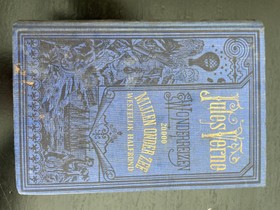 Jules Verne
WONDERREIZEN
20000
MIJLEN ONDER ZEE
WESTELIJK HALFROND